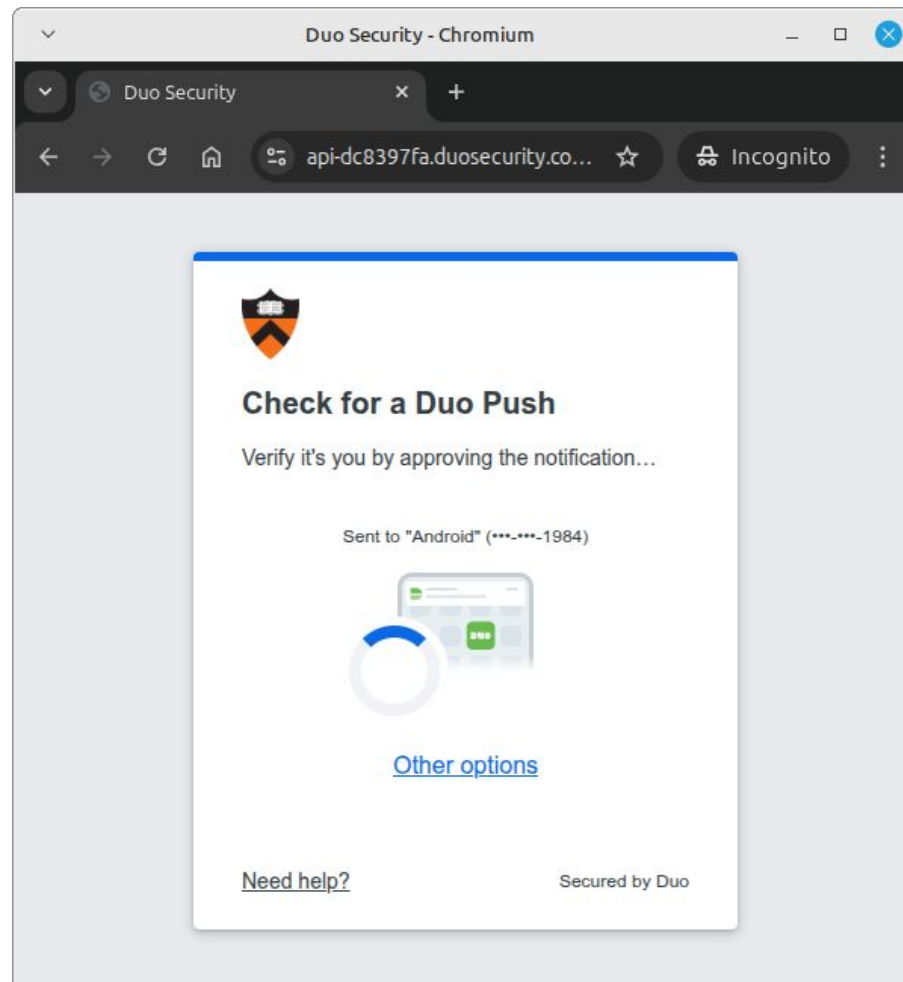 Duo Security - Chromium
Duo Security
api-dc8397fa.duosecurity.co...
Incognito
Check for a Duo Push
Verify it's you by approving the notification...
Sent to "Android" (•••-•••-1984)
DUO
Other options
Need help?
Secured by Duo